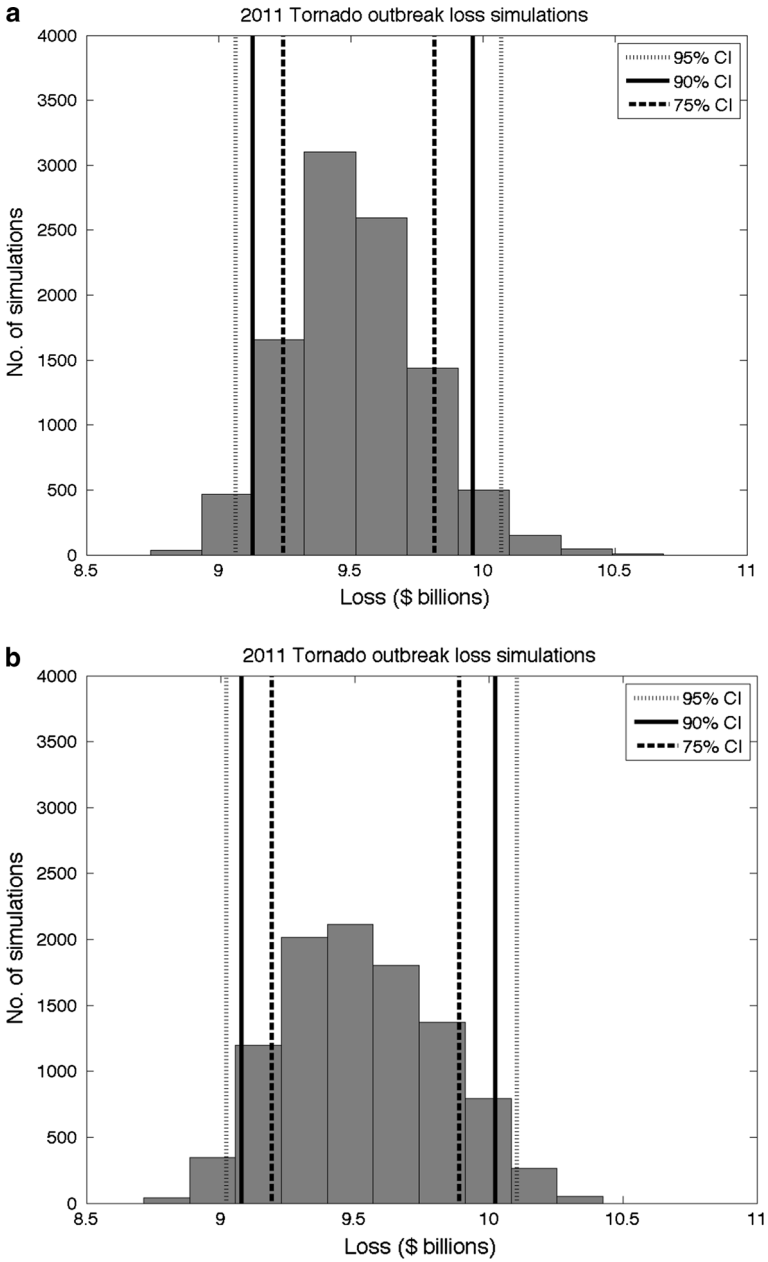 a
2011 Tornado outbreak loss simulations
4000
3500
3000
2500
2000
1500
1000
500
0
No. of simulations
95% CI
90% CI
75% CI
8.5 9 9.5 10 10.5 11
Loss ($ billions)
b
2011 Tornado outbreak loss simulations
4000
3500
3000
2500
2000
1500
1000
500
0
No. of simulations
95% CI
90% CI
75% CI
8.5 9 9.5 10 10.5 11
Loss ($ billions)